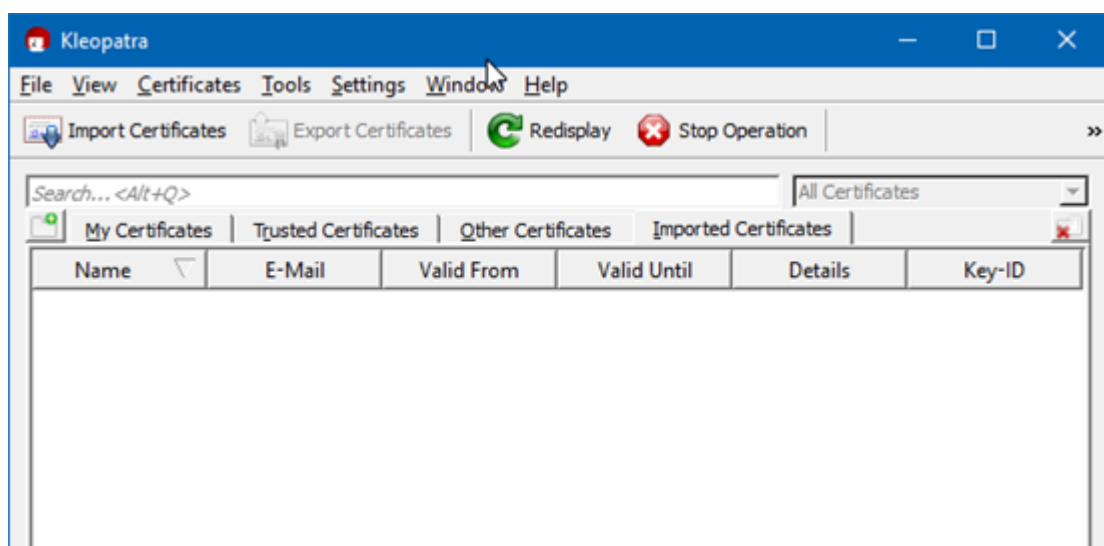 Kleopatra
File View Certificates Tools Settings Window Help
Import Certificates Export Certificates Redisplay Stop Operation »
Search...<Alt+Q> All Certificates
My Certificates Trusted Certificates Other Certificates Imported Certificates
Name E-Mail Valid From Valid Until Details Key-ID